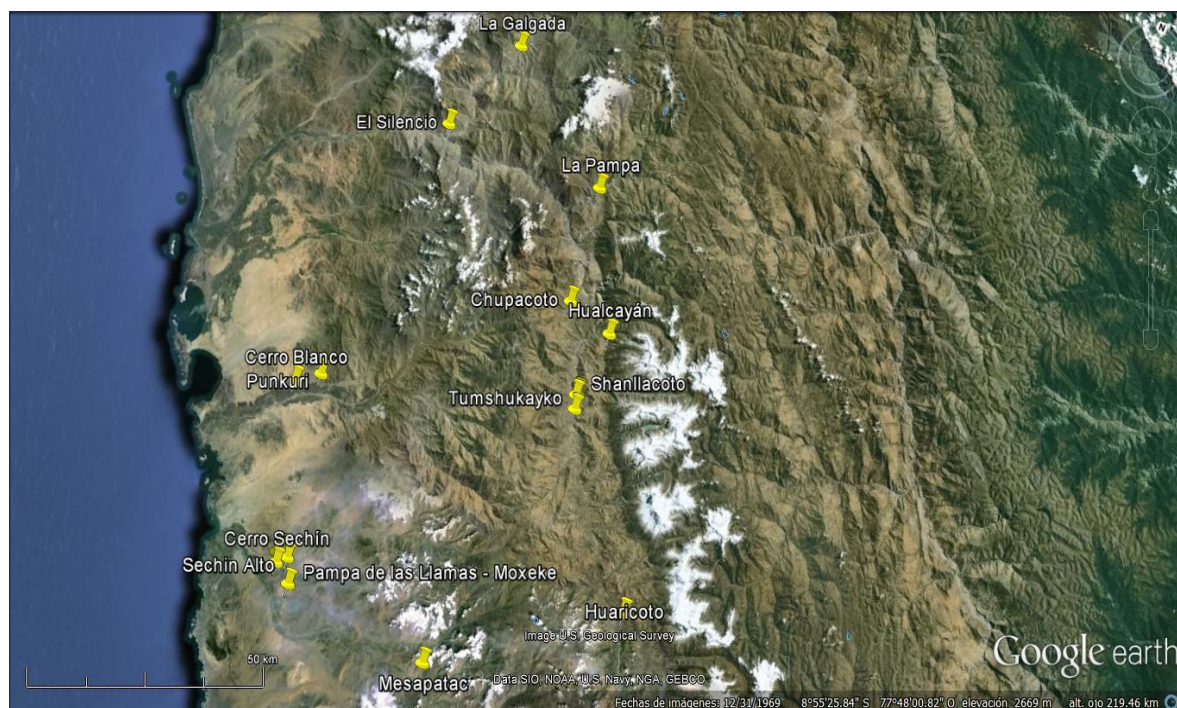 La Galgada
El Silencio
La Pampa
Chupacoto
Hualcayán
Cerro Blanco
Punkuri
Shanllacoto
Tumshukayko
Cerro Sechín
Sechin Alto
Pampa de las Llamas - Moxeke
Huaricoto
Image U.S. Geological Survey
50 km
Mesapatac
Data SIO, NOAA, U.S. Navy, NGA, GEBCO
Google earth
Fechas de imágenes: 12/31/1969 8°55'25.84" S 77°48'00.82" O elevación 2669 m alt. ojo 219.46 km